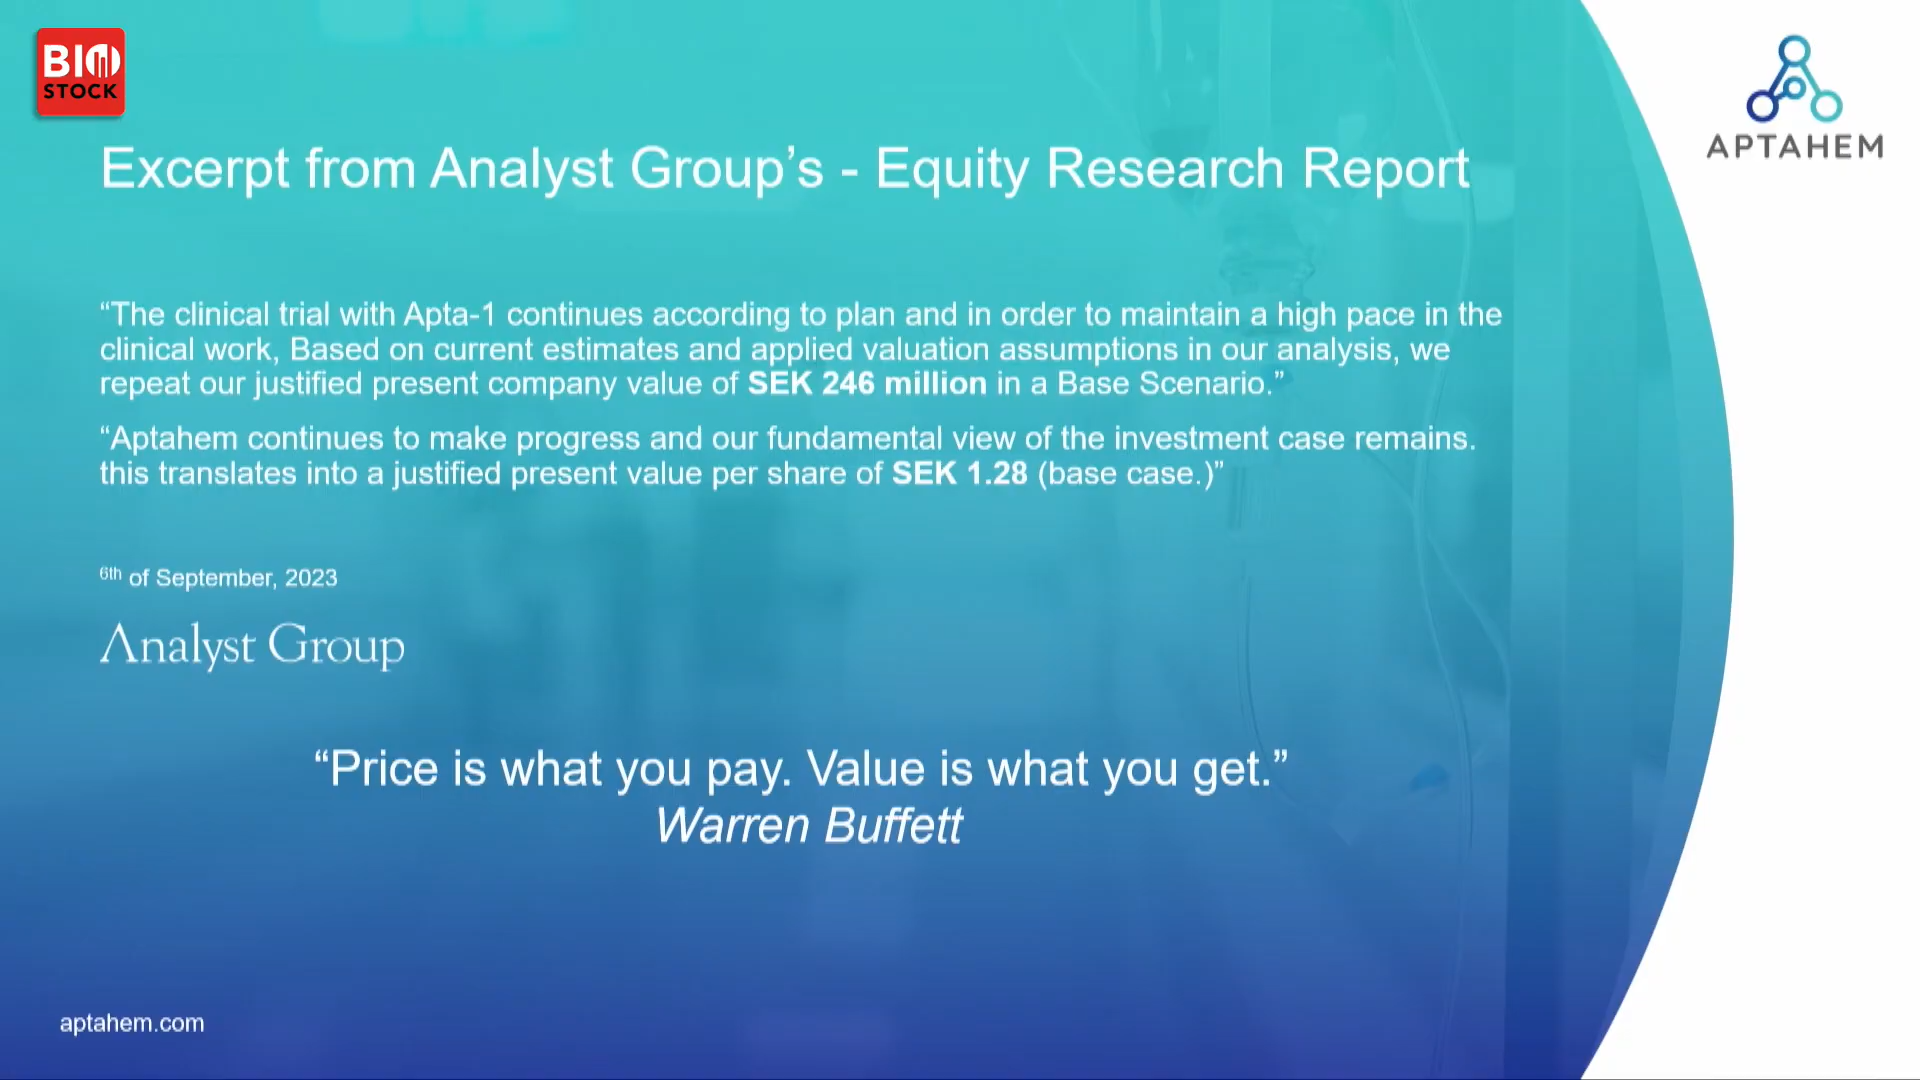 BIO
STOCK
APTAHEM
Excerpt from Analyst Group’s - Equity Research Report
“The clinical trial with Apta-1 continues according to plan and in order to maintain a high pace in the
clinical work, Based on current estimates and applied valuation assumptions in our analysis, we
repeat our justified present company value of SEK 246 million in a Base Scenario.”
“Aptahem continues to make progress and our fundamental view of the investment case remains.
this translates into a justified present value per share of SEK 1.28 (base case.)”
6th of September, 2023
Analyst Group
“Price is what you pay. Value is what you get.”
Warren Buffett
aptahem.com